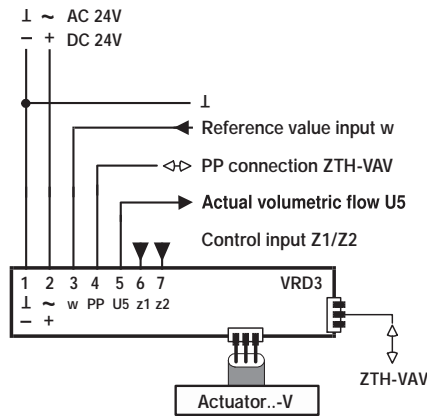 ⊥ ~ AC 24V
− + DC 24V
⊥
Reference value input w
PP connection ZTH-VAV
Actual volumetric flow U5
Control input Z1/Z2
1 2 3 4 5 6 7 VRD3
⊥ ~ w PP U5 z1 z2
− +
ZTH-VAV
Actuator..-V